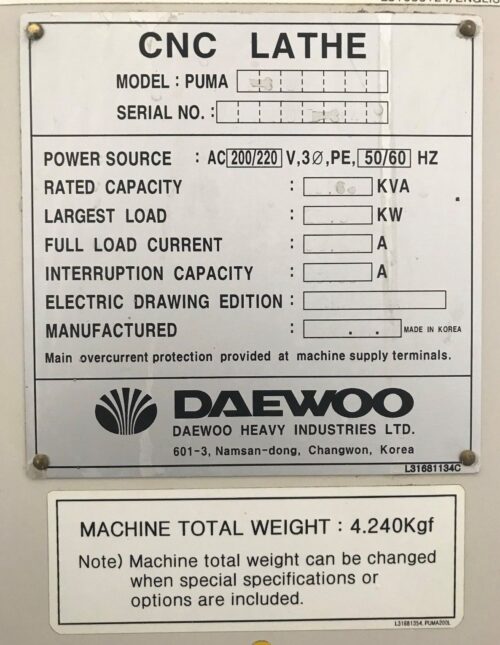 CNC LATHE
MODEL : PUMA
SERIAL NO. :
POWER SOURCE : AC 200/220 V,3Ø,PE, 50/60 HZ
RATED CAPACITY : KVA
LARGEST LOAD : KW
FULL LOAD CURRENT : A
INTERRUPTION CAPACITY : A
ELECTRIC DRAWING EDITION :
MANUFACTURED : . . MADE IN KOREA
Main overcurrent protection provided at machine supply terminals.
DAEWOO
DAEWOO HEAVY INDUSTRIES LTD.
601-3, Namsan-dong, Changwon, Korea
L31681134C
MACHINE TOTAL WEIGHT : 4.240Kgf
Note) Machine total weight can be changed
when special specifications or
options are included.
L31681354.PUMA200L